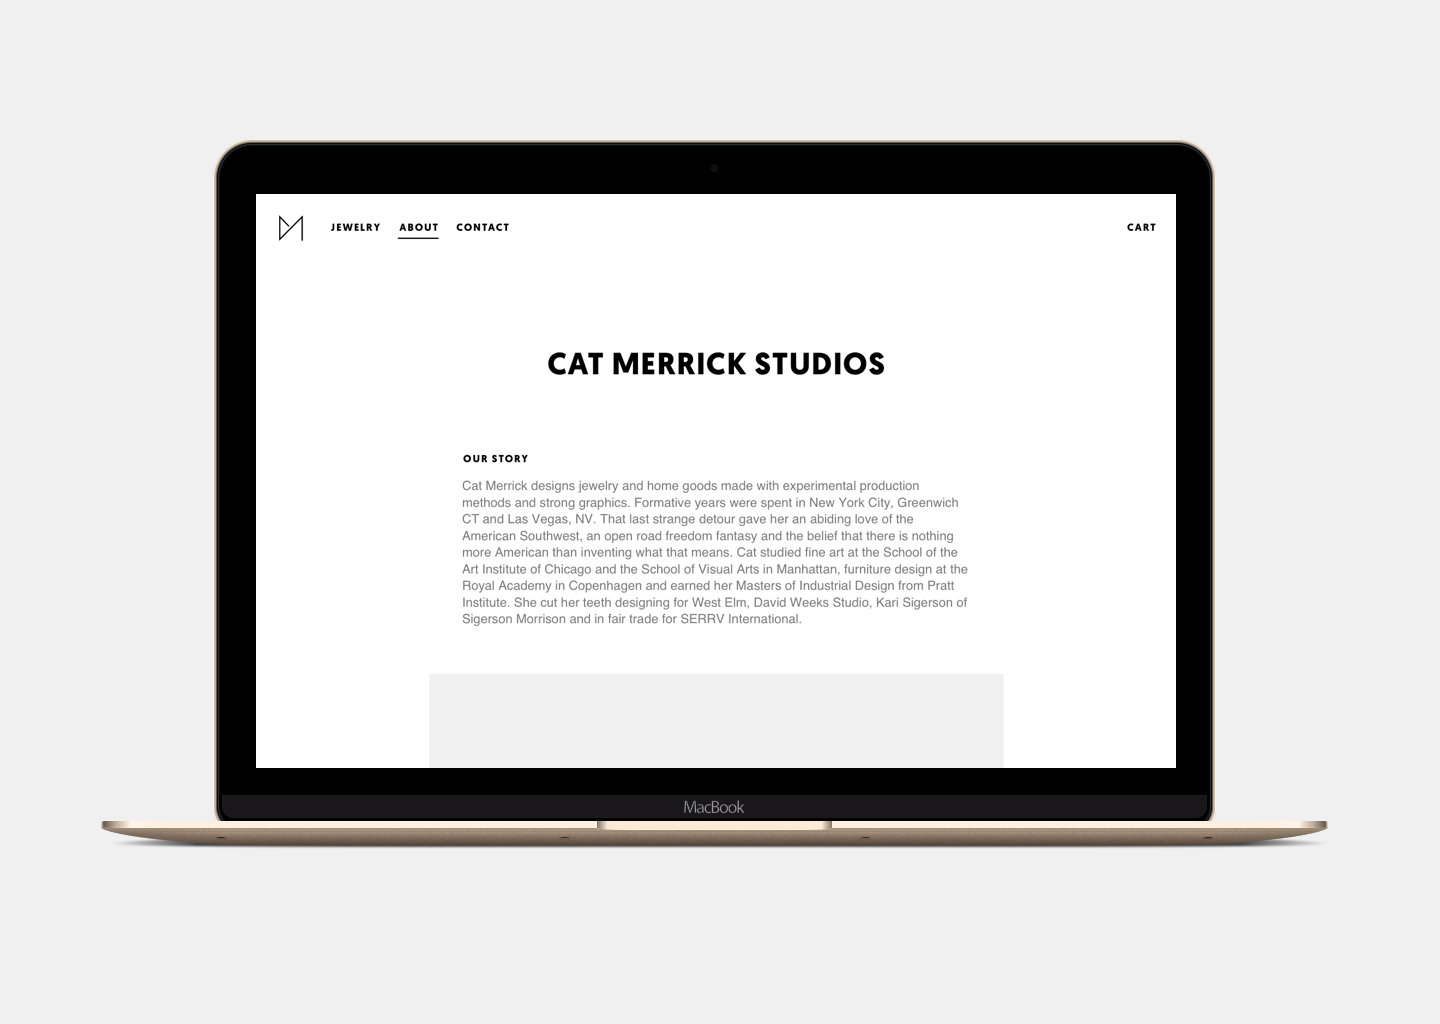 JEWELRY ABOUT CONTACT CART
CAT MERRICK STUDIOS
OUR STORY
Cat Merrick designs jewelry and home goods made with experimental production
methods and strong graphics. Formative years were spent in New York City, Greenwich
CT and Las Vegas, NV. That last strange detour gave her an abiding love of the
American Southwest, an open road freedom fantasy and the belief that there is nothing
more American than inventing what that means. Cat studied fine art at the School of the
Art Institute of Chicago and the School of Visual Arts in Manhattan, furniture design at the
Royal Academy in Copenhagen and earned her Masters of Industrial Design from Pratt
Institute. She cut her teeth designing for West Elm, David Weeks Studio, Kari Sigerson of
Sigerson Morrison and in fair trade for SERRV International.
MacBook